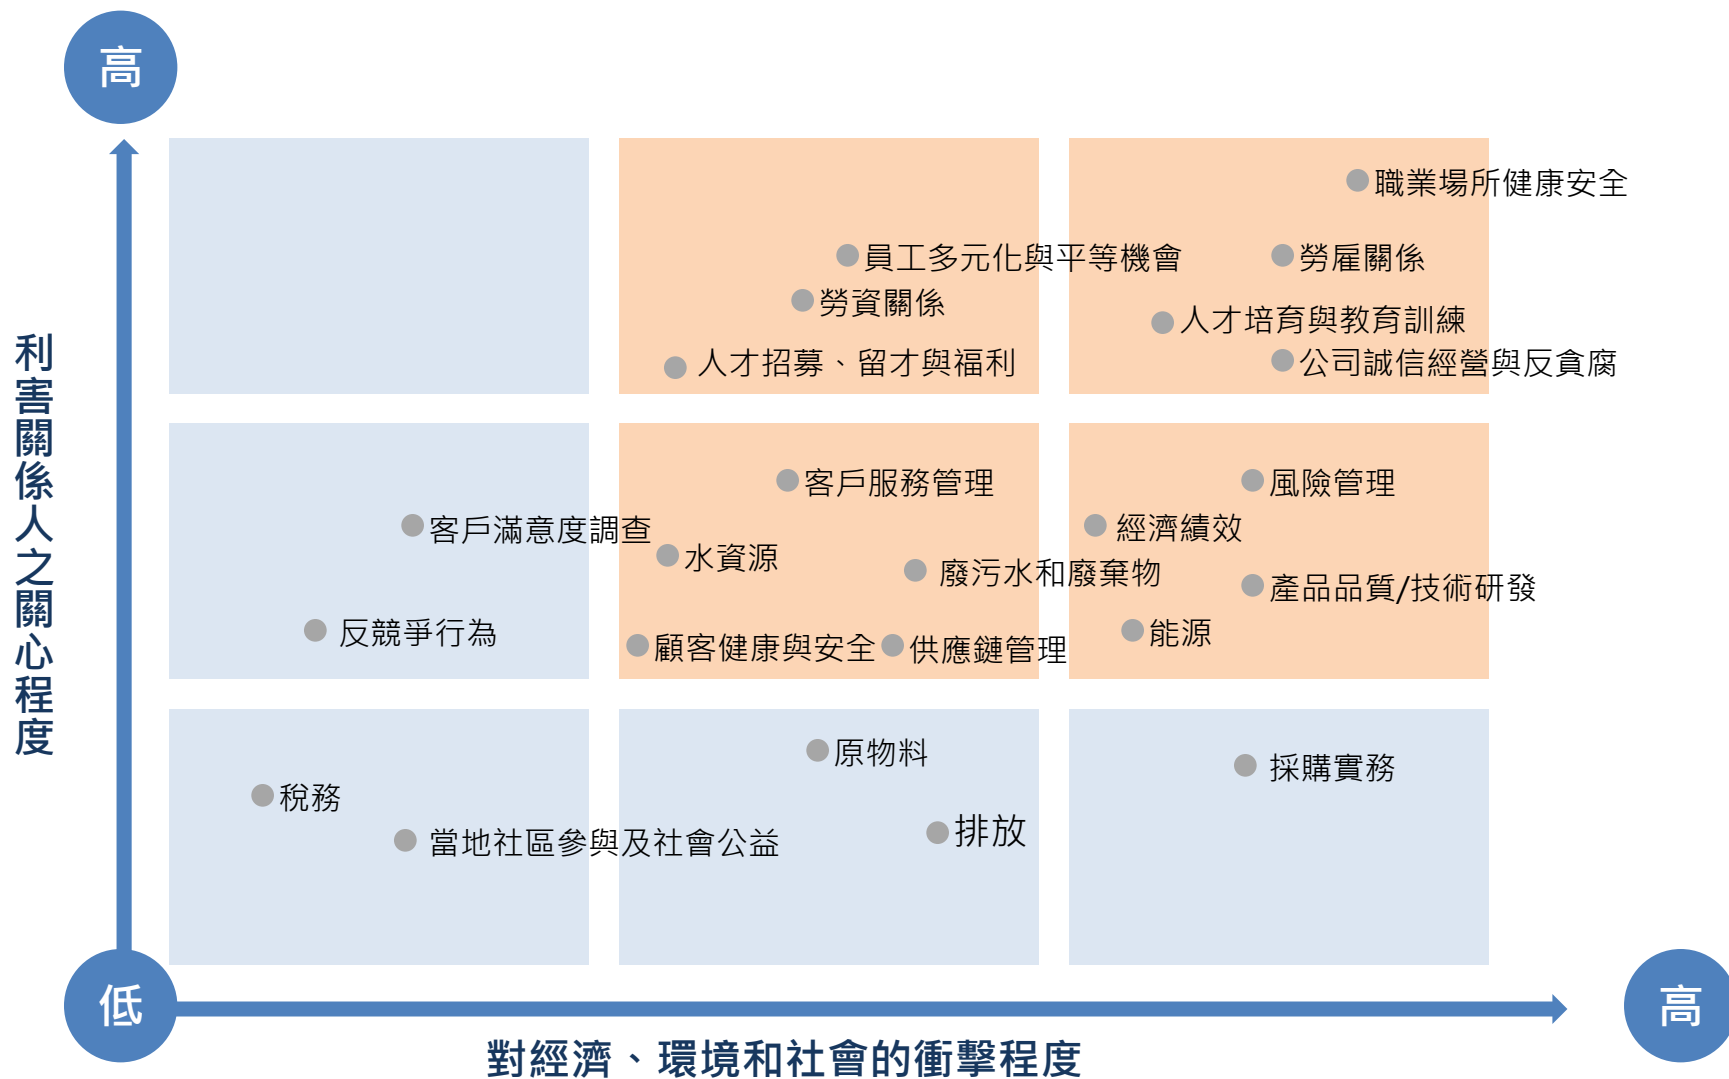 高
利害關係人之關心程度
職業場所健康安全
員工多元化與平等機會
勞雇關係
勞資關係
人才培育與教育訓練
人才招募、留才與福利
公司誠信經營與反貪腐
客戶服務管理
風險管理
客戶滿意度調查
經濟績效
水資源
廢污水和廢棄物
產品品質/技術研發
反競爭行為
能源
顧客健康與安全
供應鏈管理
原物料
採購實務
稅務
排放
當地社區參與及社會公益
低
高
對經濟、環境和社會的衝擊程度